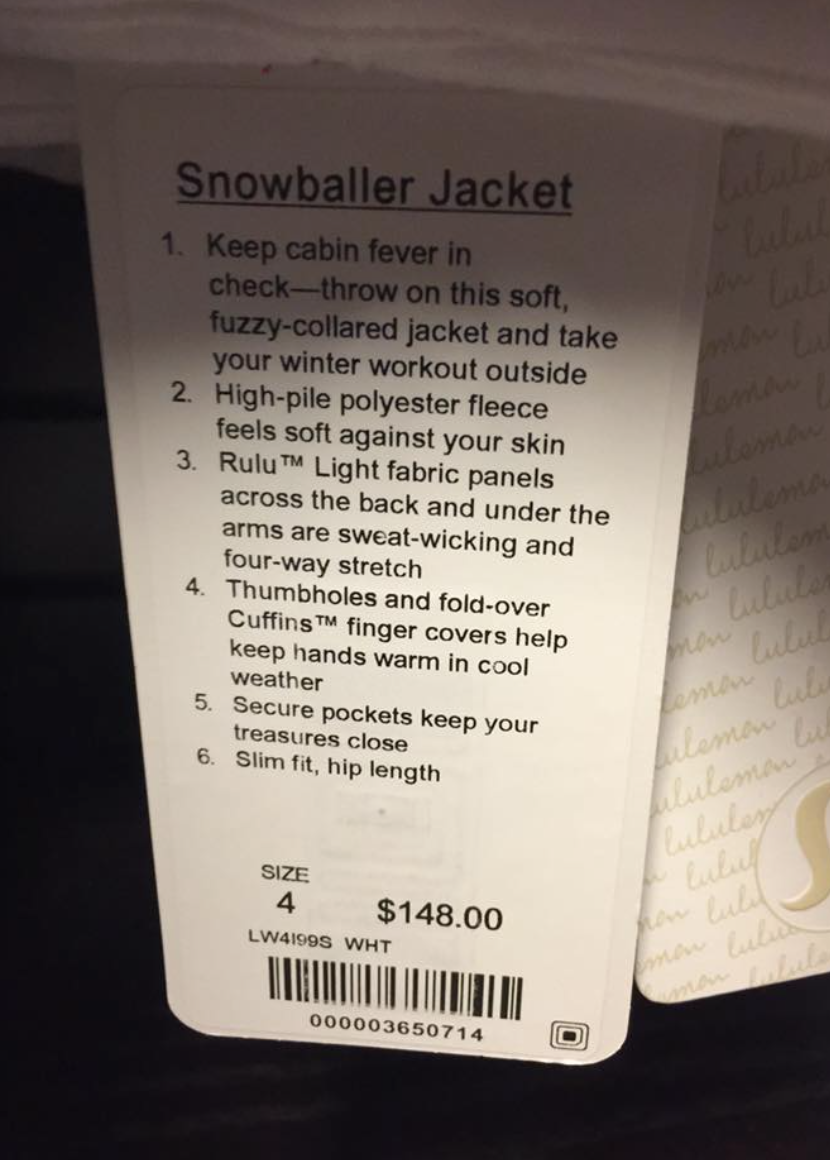 Snowballer Jacket
1. Keep cabin fever in
check—throw on this soft,
fuzzy-collared jacket and take
your winter workout outside
2. High-pile polyester fleece
feels soft against your skin
3. Rulu™ Light fabric panels
across the back and under the
arms are sweat-wicking and
four-way stretch
4. Thumbholes and fold-over
Cuffins™ finger covers help
keep hands warm in cool
weather
5. Secure pockets keep your
treasures close
6. Slim fit, hip length
SIZE
4 $148.00
LW4I99S WHT
000003650714
lululemon